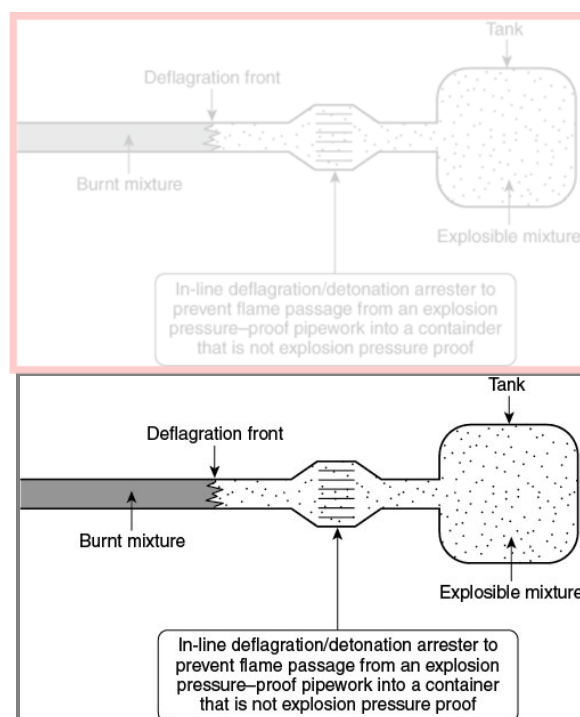 Tank
Deflagration front
Burnt mixture
Explosible mixture
In-line deflagration/detonation arrester to
prevent flame passage from an explosion
pressure–proof pipework into a containder
that is not explosion pressure proof
Tank
Deflagration front
Burnt mixture
Explosible mixture
In-line deflagration/detonation arrester to
prevent flame passage from an explosion
pressure–proof pipework into a container
that is not explosion pressure proof